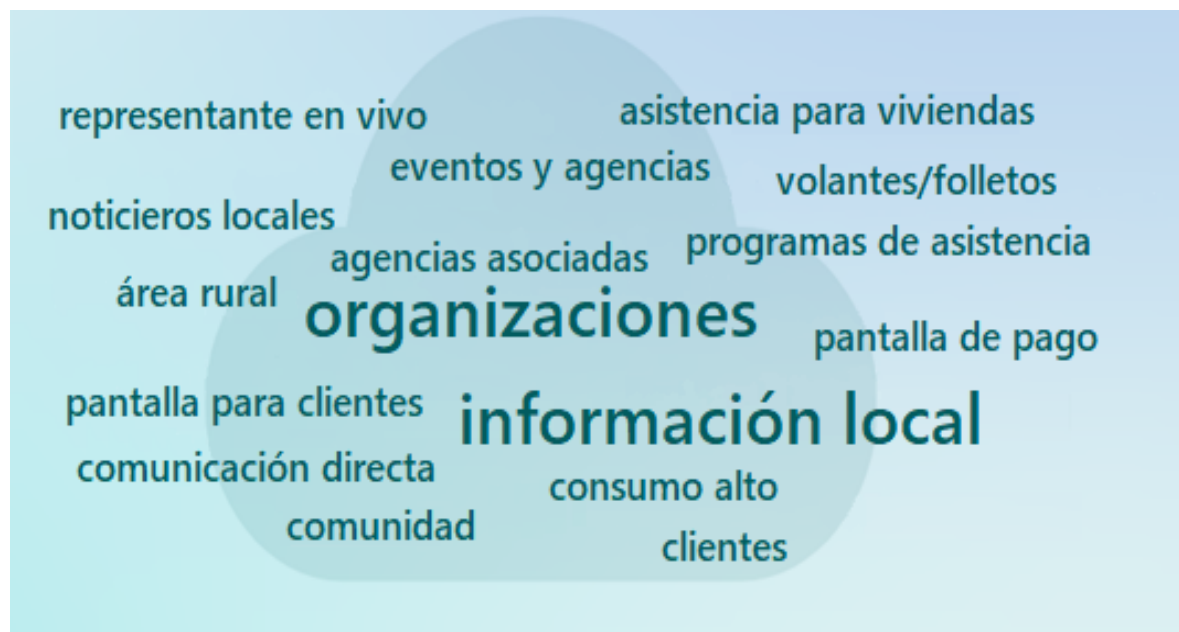 representante en vivo
asistencia para viviendas
eventos y agencias
volantes/folletos
noticieros locales
programas de asistencia
agencias asociadas
área rural
organizaciones
pantalla de pago
pantalla para clientes
información local
comunicación directa
consumo alto
comunidad
clientes